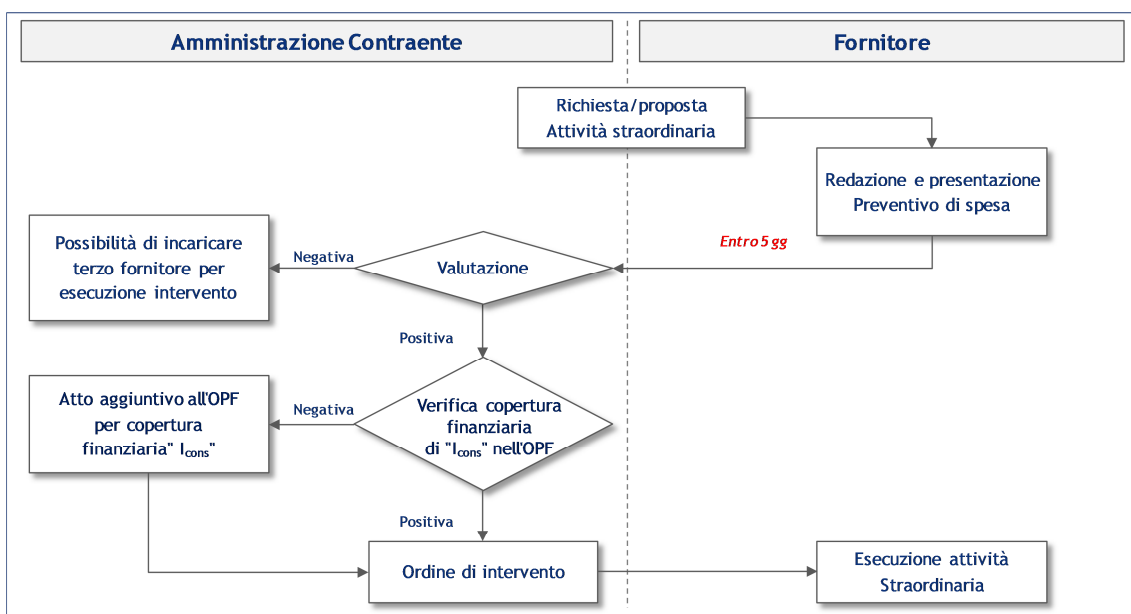 Amministrazione Contraente
Fornitore
Richiesta/proposta
Attività straordinaria
Redazione e presentazione
Preventivo di spesa
Entro 5 gg
Possibilità di incaricare
terzo fornitore per
esecuzione intervento
Negativa
Valutazione
Positiva
Atto aggiuntivo all'OPF
per copertura
finanziaria" Icons"
Negativa
Verifica copertura
finanziaria
di "Icons" nell'OPF
Positiva
Ordine di intervento
Esecuzione attività
Straordinaria